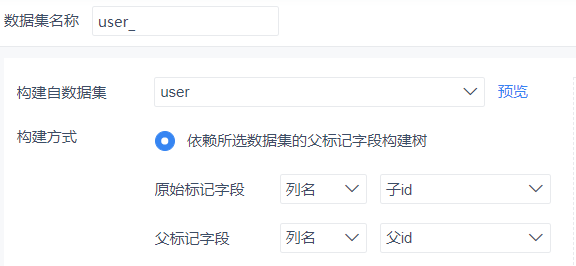 数据集名称 user_
构建自数据集 user 预览
构建方式 依赖所选数据集的父标记字段构建树
原始标记字段 列名 子id
父标记字段 列名 父id